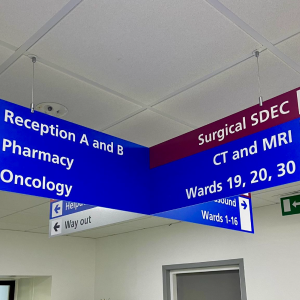 Reception A and B
Pharmacy
Oncology
Surgical SDEC
CT and MRI
Wards 19, 20, 30
Way out
Wards 1-16